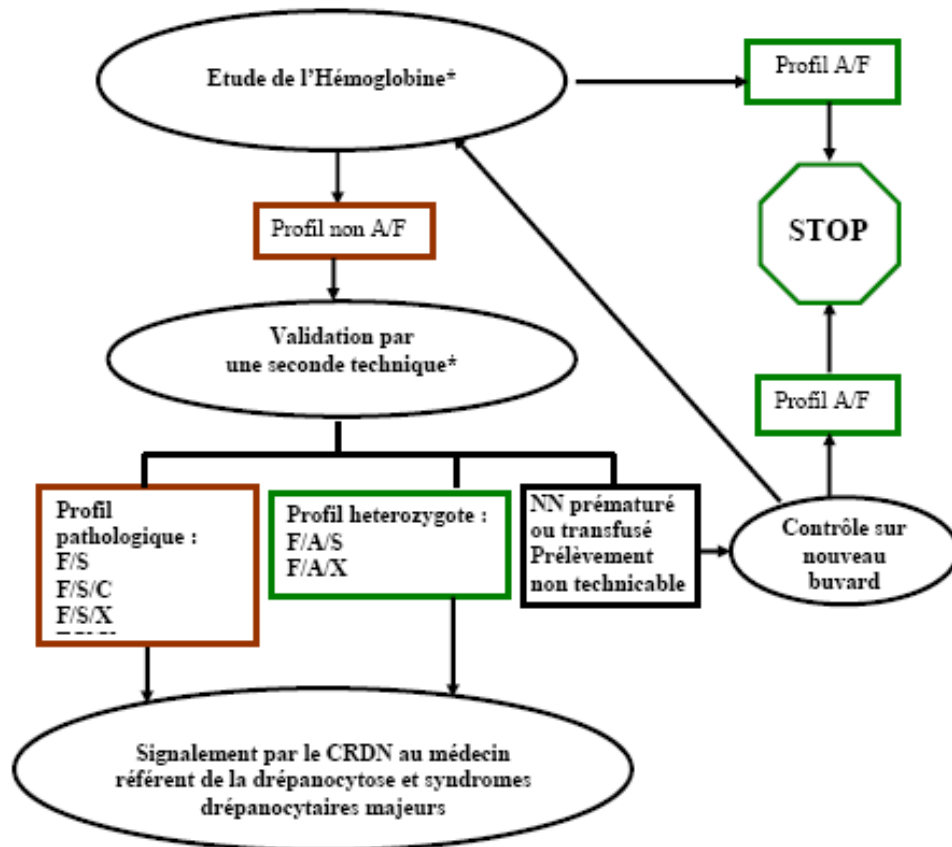 Etude de l'Hémoglobine*
Profil A/F
STOP
Profil non A/F
Validation par
une seconde technique*
Profil A/F
Profil
pathologique :
F/S
F/S/C
F/S/X
Profil heterozygote :
F/A/S
F/A/X
NN prématuré
ou transfusé
Prélèvement
non technicable
Contrôle sur
nouveau
buvard
Signalement par le CRDN au médecin
référent de la drépanocytose et syndromes
drépanocytaires majeurs